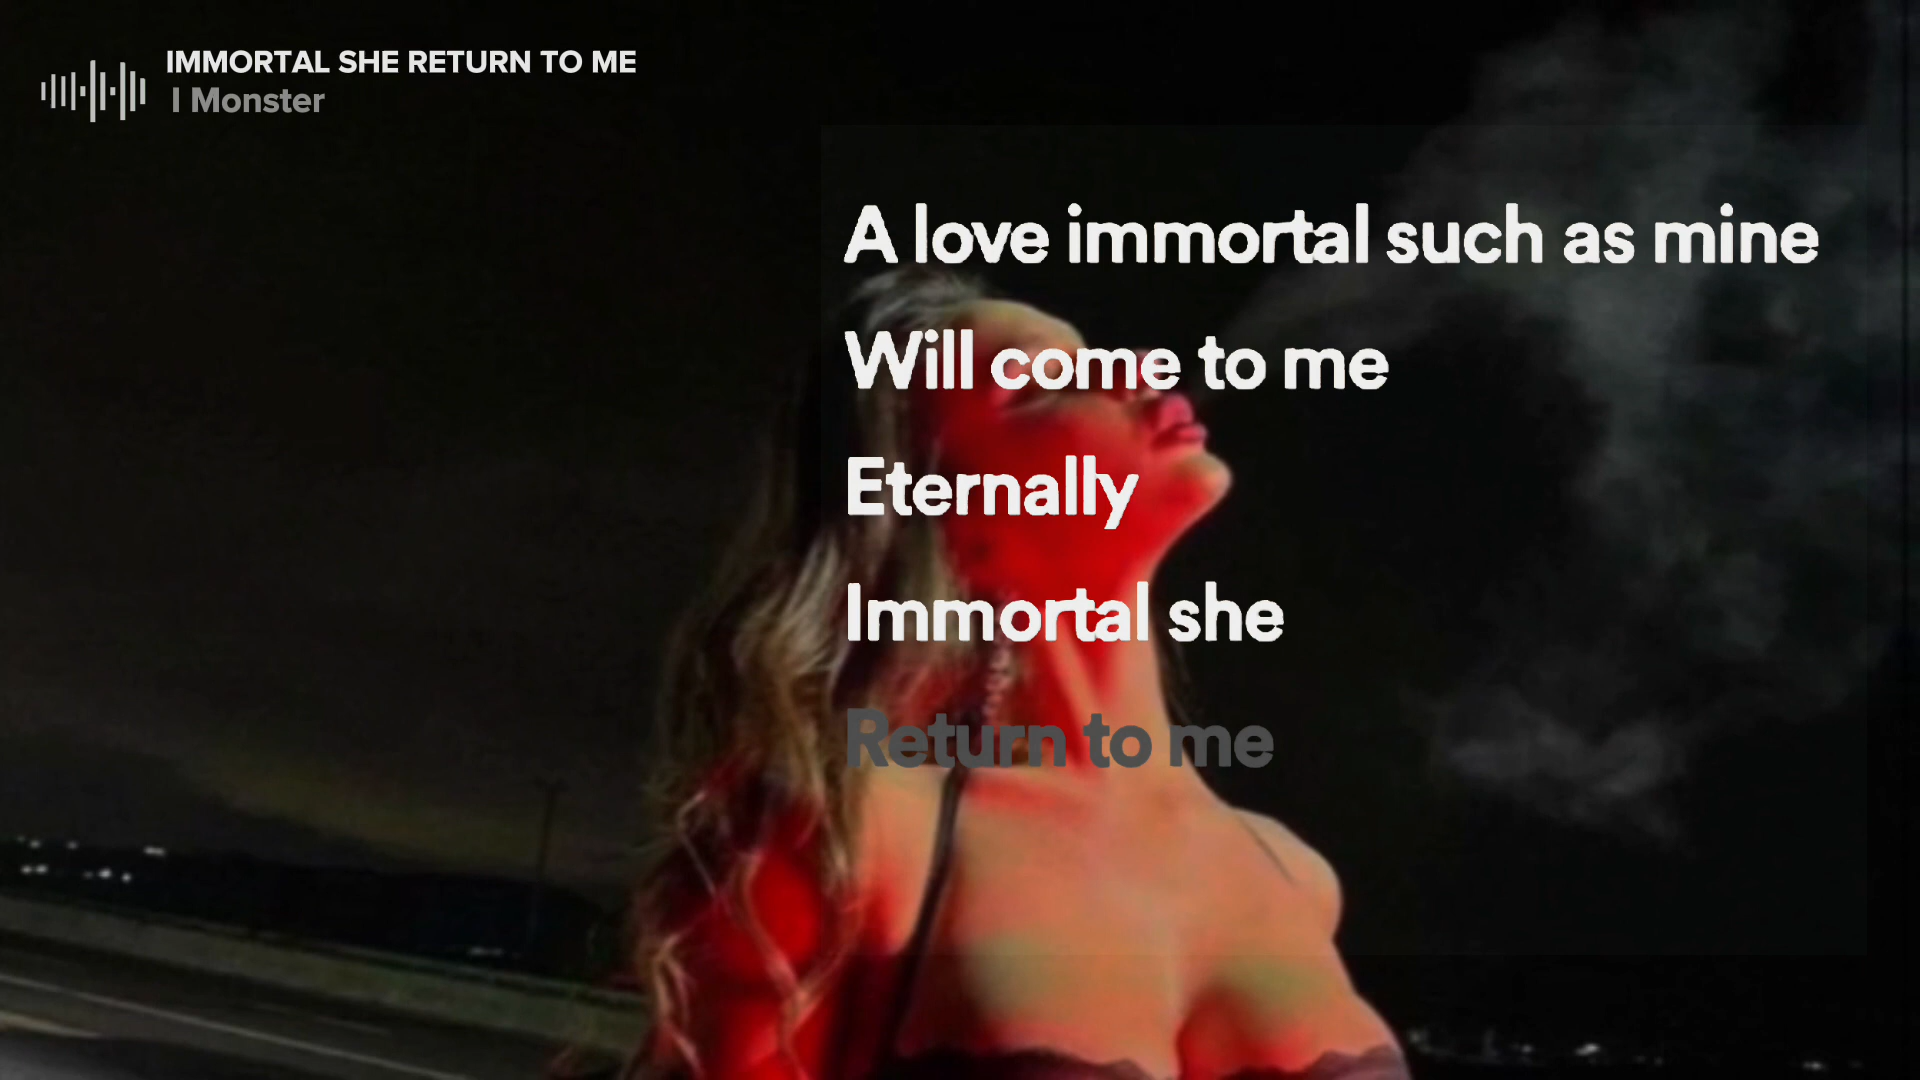 IMMORTAL SHE RETURN TO ME
I Monster
A love immortal such as mine
Will come to me
Eternally
Immortal she
Return to me